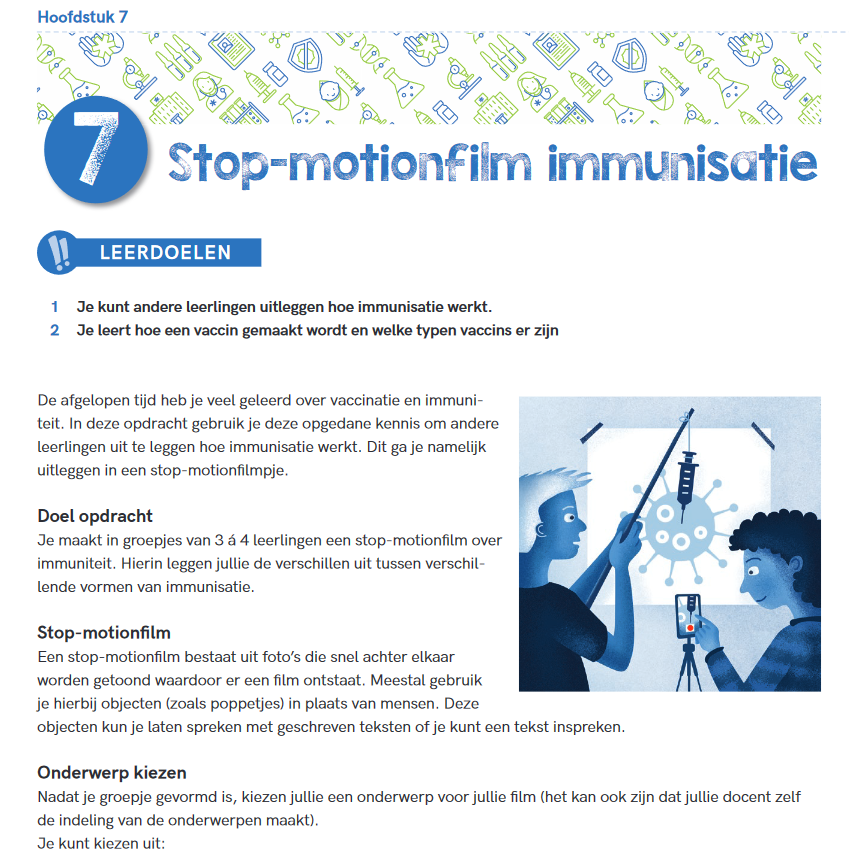 Hoofdstuk 7
7
Stop-motionfilm immunisatie
!! LEERDOELEN
1 Je kunt andere leerlingen uitleggen hoe immunisatie werkt.
2 Je leert hoe een vaccin gemaakt wordt en welke typen vaccins er zijn
De afgelopen tijd heb je veel geleerd over vaccinatie en immuni-
teit. In deze opdracht gebruik je deze opgedane kennis om andere
leerlingen uit te leggen hoe immunisatie werkt. Dit ga je namelijk
uitleggen in een stop-motionfilmpje.
Doel opdracht
Je maakt in groepjes van 3 á 4 leerlingen een stop-motionfilm over
immuniteit. Hierin leggen jullie de verschillen uit tussen verschil-
lende vormen van immunisatie.
Stop-motionfilm
Een stop-motionfilm bestaat uit foto’s die snel achter elkaar
worden getoond waardoor er een film ontstaat. Meestal gebruik
je hierbij objecten (zoals poppetjes) in plaats van mensen. Deze
objecten kun je laten spreken met geschreven teksten of je kunt een tekst inspreken.
Onderwerp kiezen
Nadat je groepje gevormd is, kiezen jullie een onderwerp voor jullie film (het kan ook zijn dat jullie docent zelf
de indeling van de onderwerpen maakt).
Je kunt kiezen uit: